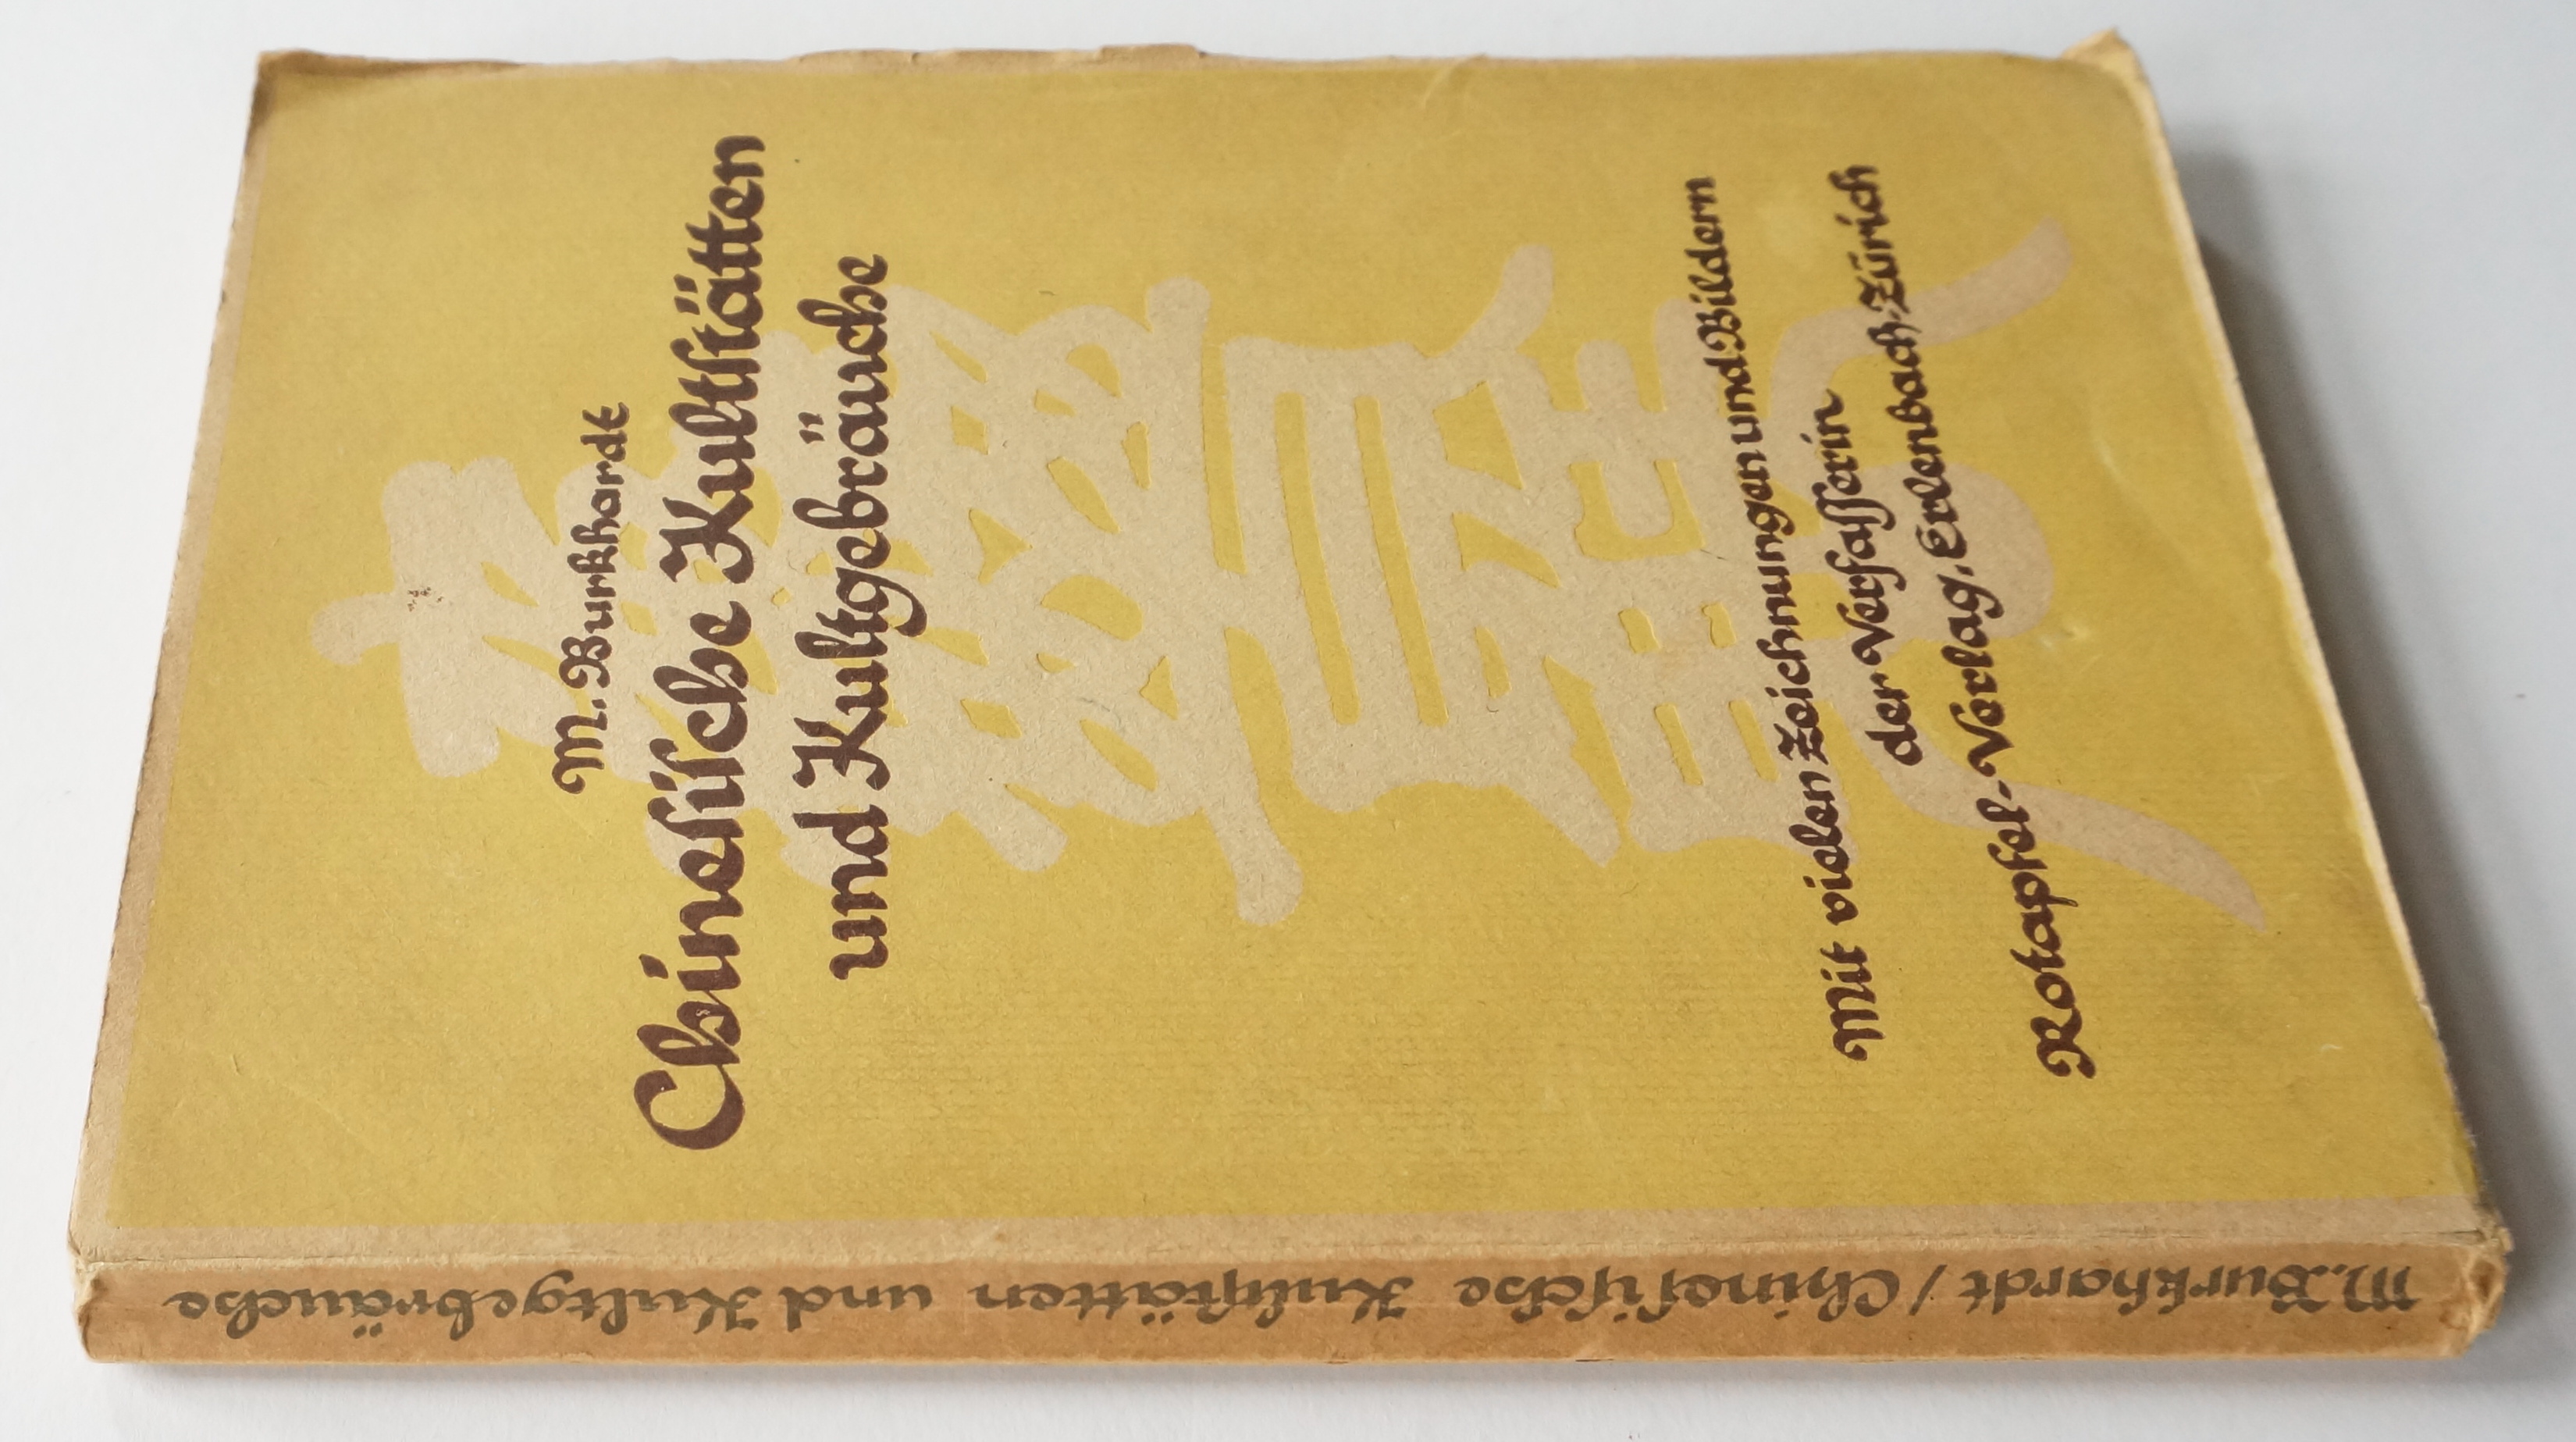 M. Burkhardt
Chinesische Kultstätten
und Kultgebräuche
Mit vielen Zeichnungen und Bildern
der Verfasserin
Rotapfel-Verlag, Erlenbach-Zürich
M. Burkhardt / Chinesische Kultstätten und Kultgebräuche